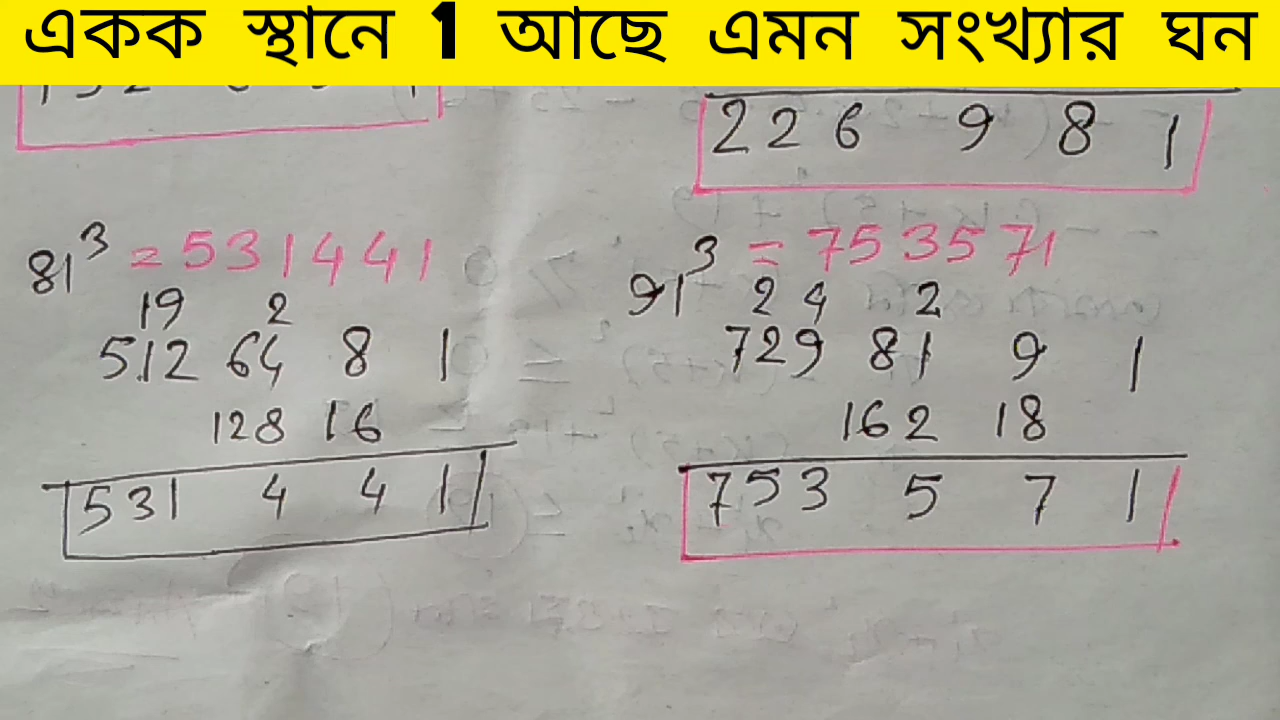 একক স্থানে 1 আছে এমন সংখ্যার ঘন
226 9 8 1
81³ = 531441
19 2
512 64 8 1
128 16
531 4 4 1
91³ = 753571
24 2
729 81 9 1
162 18
753 5 7 1